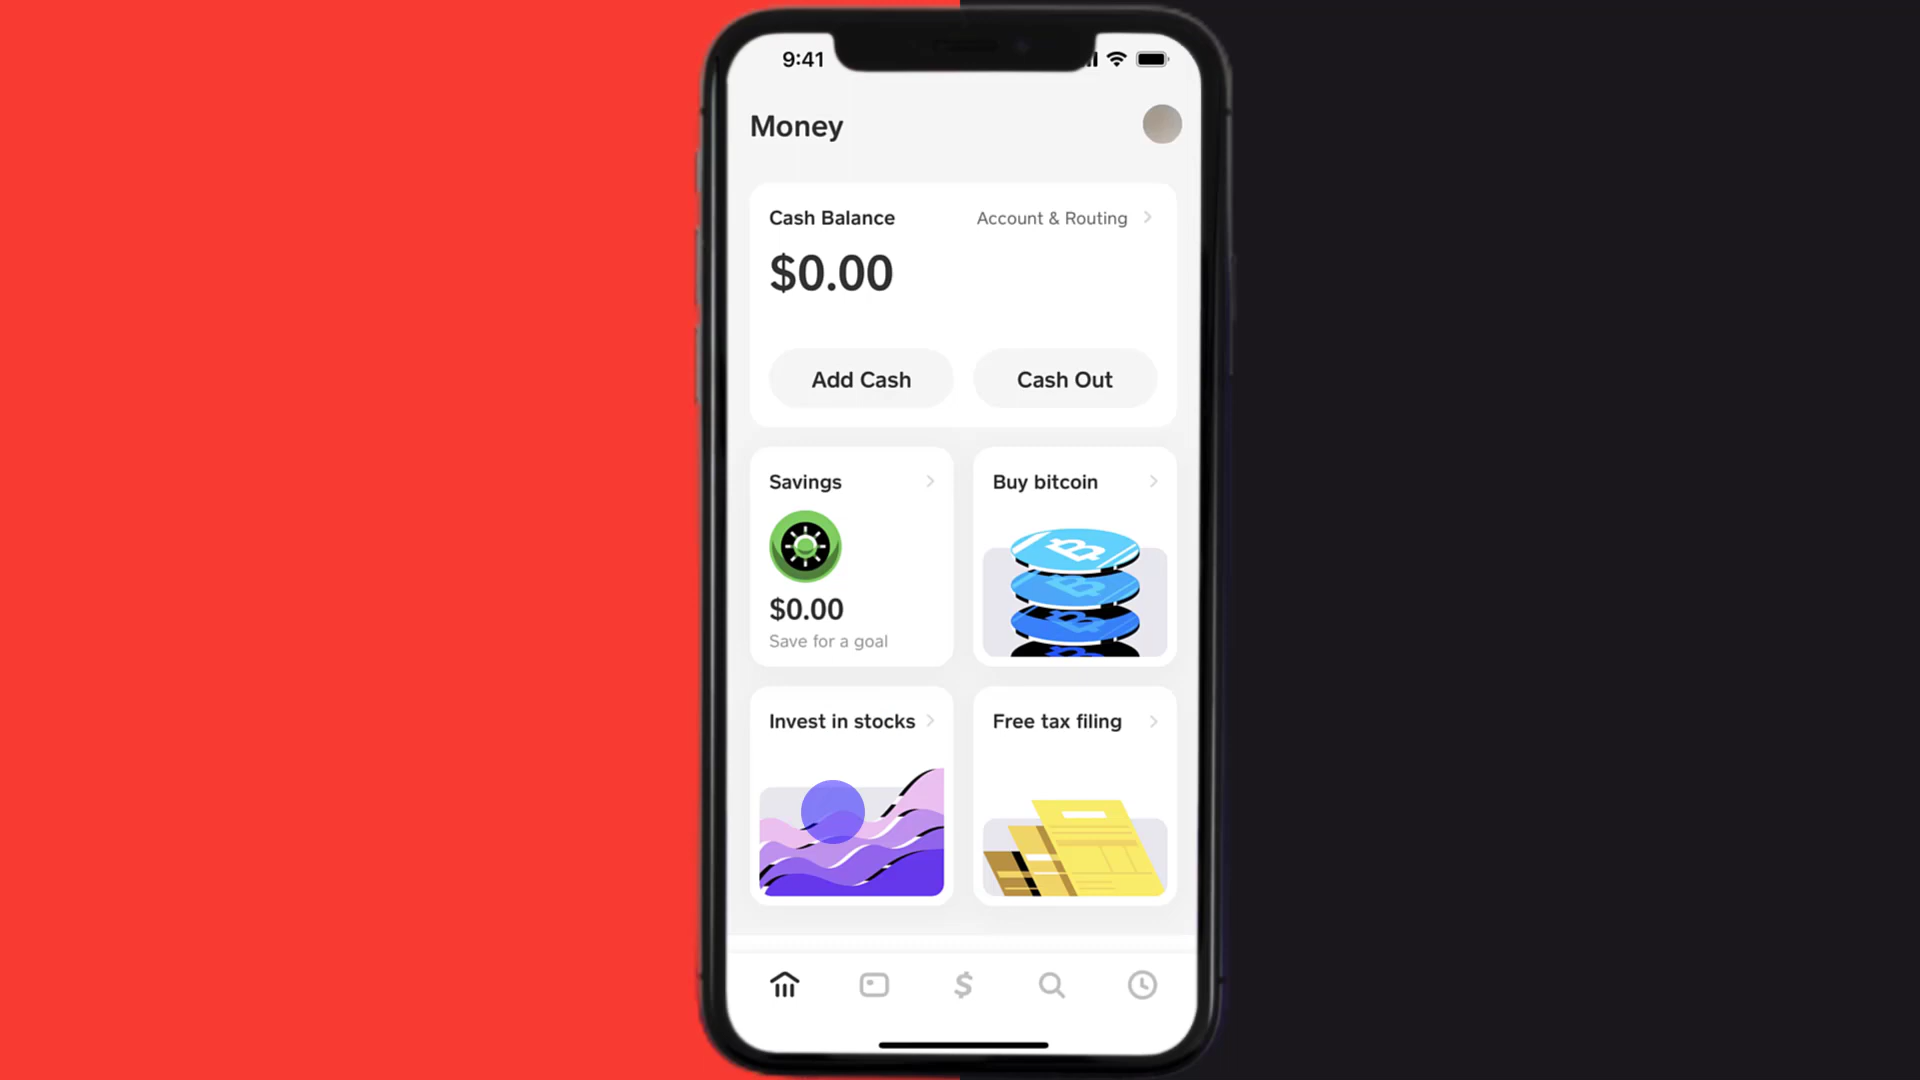 9:41
Money
Cash Balance
Account & Routing
$0.00
Add Cash
Cash Out
Savings
Buy bitcoin
$0.00
Save for a goal
Invest in stocks
Free tax filing